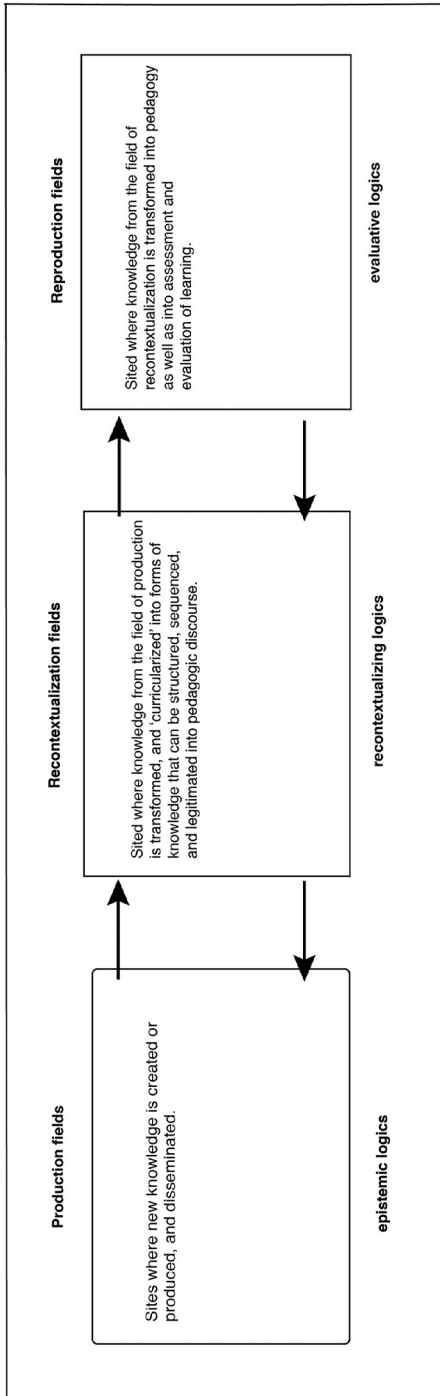 Production fields
Sites where new knowledge is created or
produced, and disseminated.
epistemic logics
Recontextualization fields
Sited where knowledge from the field of production
is transformed, and ‘curricularized’ into forms of
knowledge that can be structured, sequenced,
and legitimated into pedagogic discourse.
recontextualizing logics
Reproduction fields
Sited where knowledge from the field of
recontextualization is transformed into pedagogy
as well as into assessment and
evaluation of learning.
evaluative logics